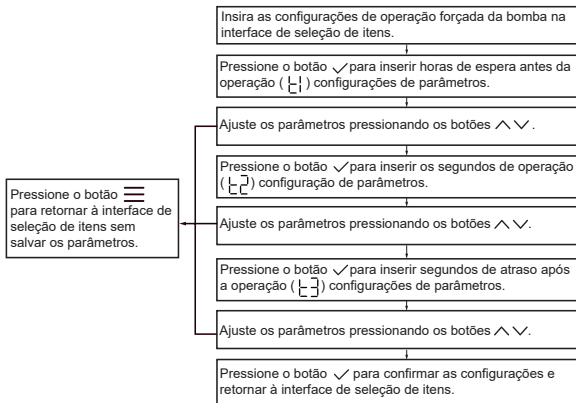 Insira as configurações de operação forçada da bomba na
interface de seleção de itens.
Pressione o botão ✓ para inserir horas de espera antes da
operação ( t1 ) configurações de parâmetros.
Ajuste os parâmetros pressionando os botões ∧ ∨ .
Pressione o botão ✓ para inserir os segundos de operação
( t2 ) configuração de parâmetros.
Pressione o botão ☰
para retornar à interface de
seleção de itens sem
salvar os parâmetros.
Ajuste os parâmetros pressionando os botões ∧ ∨ .
Pressione o botão ✓ para inserir segundos de atraso após
a operação ( t3 ) configurações de parâmetros.
Ajuste os parâmetros pressionando os botões ∧ ∨ .
Pressione o botão ✓ para confirmar as configurações e
retornar à interface de seleção de itens.